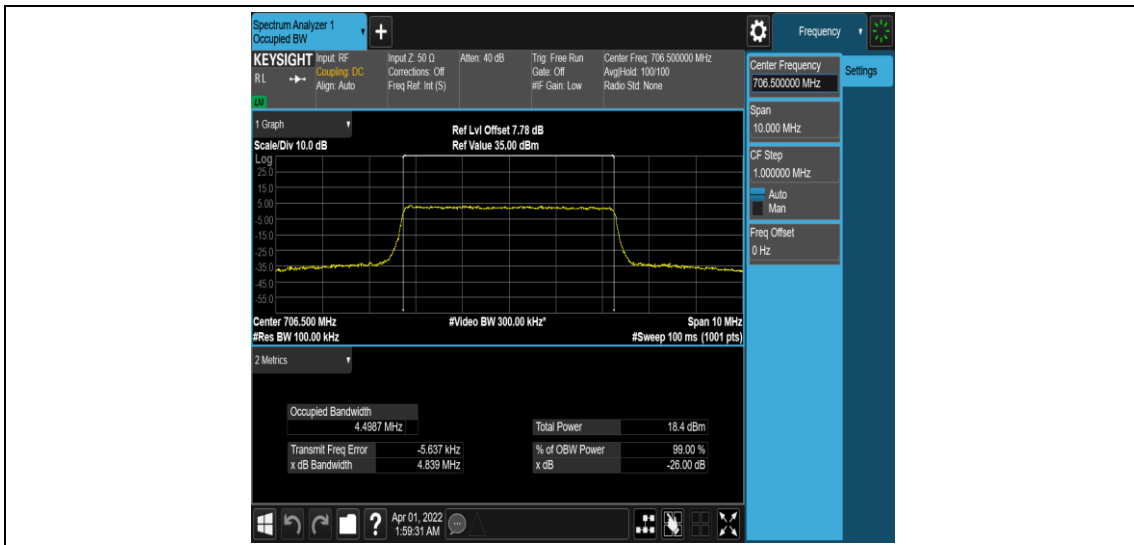 Spectrum Analyzer 1
Occupied BW
Frequency
KEYSIGHT
RL
Input: RF
Coupling: DC
Align: Auto
Input Z: 50 Ω
Corrections: Off
Freq Ref: Int (S)
Atten: 40 dB
Trig: Free Run
Gate: Off
#IF Gain: Low
Center Freq: 706.500000 MHz
Avg|Hold: 100/100
Radio Std: None
LXI
1 Graph
Scale/Div 10.0 dB
Ref Lvl Offset 7.78 dB
Ref Value 35.00 dBm
Log
25.0
15.0
5.00
-5.00
-15.0
-25.0
-35.0
-45.0
-55.0
Center 706.500 MHz
#Video BW 300.00 kHz*
Span 10 MHz
#Res BW 100.00 kHz
#Sweep 100 ms (1001 pts)
2 Metrics
Occupied Bandwidth
4.4987 MHz
Transmit Freq Error -5.637 kHz
x dB Bandwidth 4.839 MHz
Total Power 18.4 dBm
% of OBW Power 99.00 %
x dB -26.00 dB
Apr 01, 2022
1:59:31 AM
Center Frequency
706.500000 MHz
Settings
Span
10.000 MHz
CF Step
1.000000 MHz
Auto
Man
Freq Offset
0 Hz